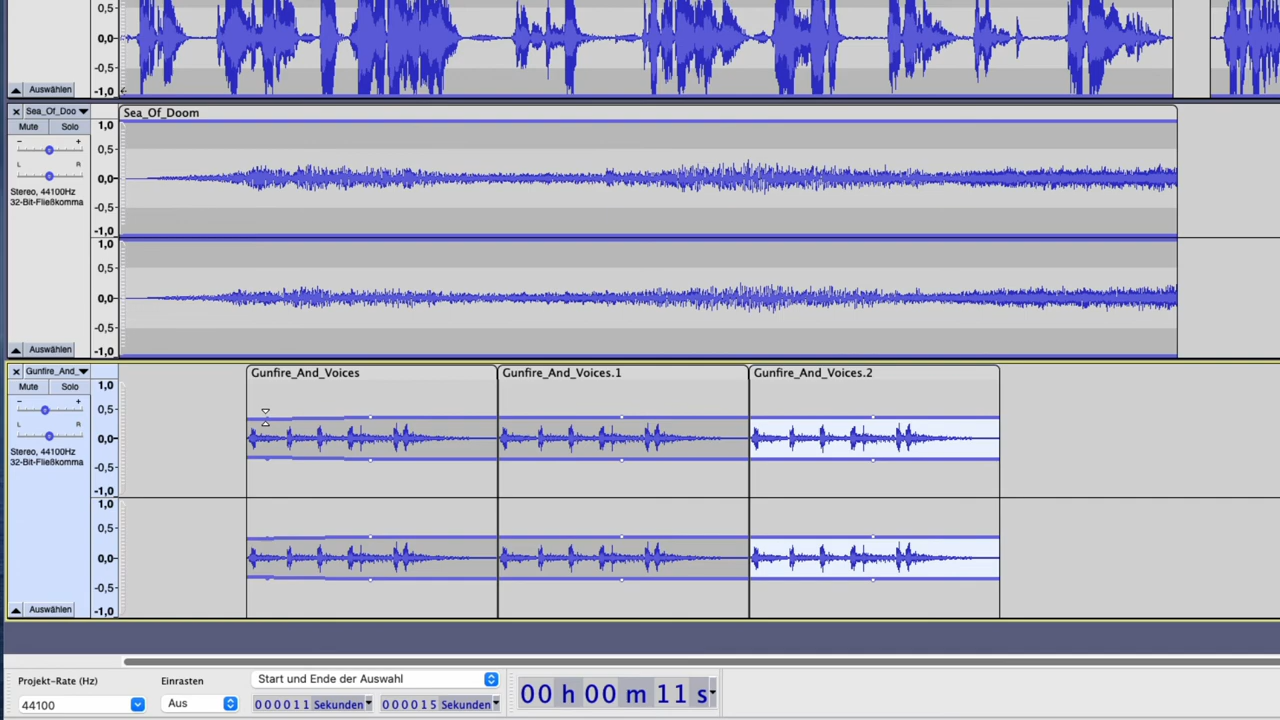 0,5
0,0
-0,5
Auswählen
-1,0
Sea_Of_Doo
Sea_Of_Doom
Mute Solo
1,0
- +
0,5
L R
0,0
Stereo, 44100Hz
32-Bit-Fließkomma
-0,5
-1,0
1,0
0,5
0,0
-0,5
Auswählen
-1,0
Gunfire_And_
Gunfire_And_Voices
Gunfire_And_Voices.1
Gunfire_And_Voices.2
Mute Solo
1,0
- +
0,5
L R
0,0
Stereo, 44100Hz
32-Bit-Fließkomma
-0,5
-1,0
1,0
0,5
0,0
-0,5
Auswählen
-1,0
Projekt-Rate (Hz)
Einrasten
Start und Ende der Auswahl
44100
Aus
000011 Sekunden
000015 Sekunden
00 h 00 m 11 s